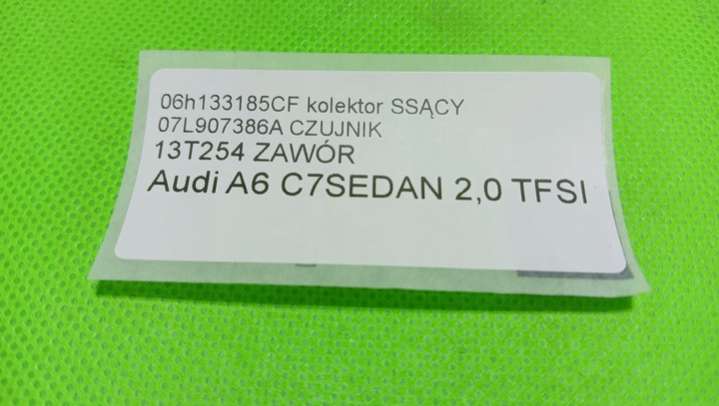 06h133185CF kolektor SSĄCY
07L907386A CZUJNIK
13T254 ZAWÓR
Audi A6 C7SEDAN 2,0 TFSI